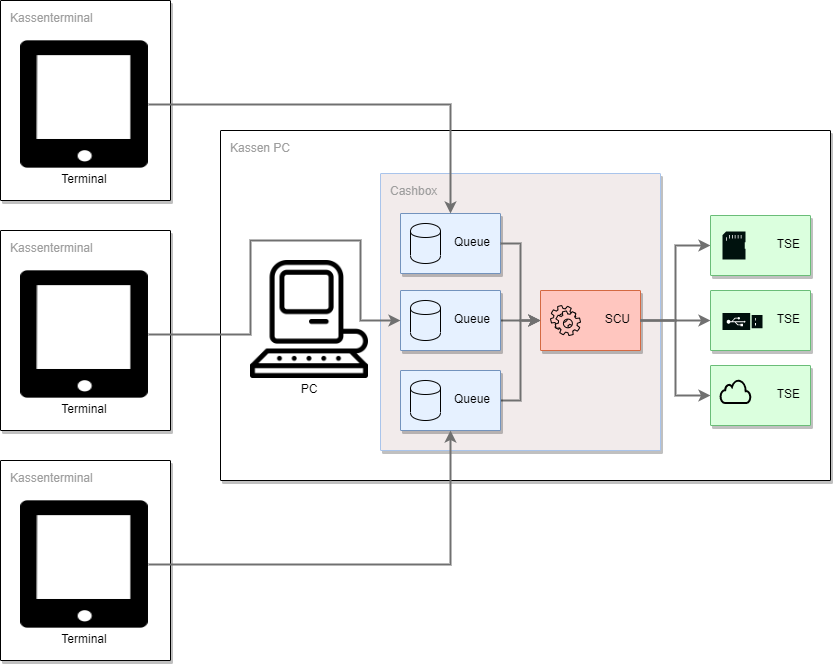 Kassenterminal
Terminal
Kassenterminal
Terminal
Kassenterminal
Terminal
Kassen PC
PC
Cashbox
Queue
Queue
Queue
SCU
TSE
TSE
TSE